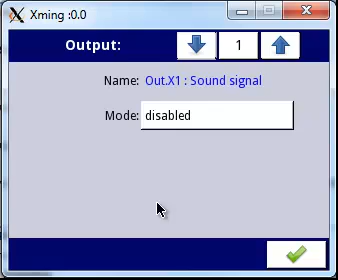 Xming :0.0
Output:
1
Name: Out.X1 : Sound signal
Mode: disabled